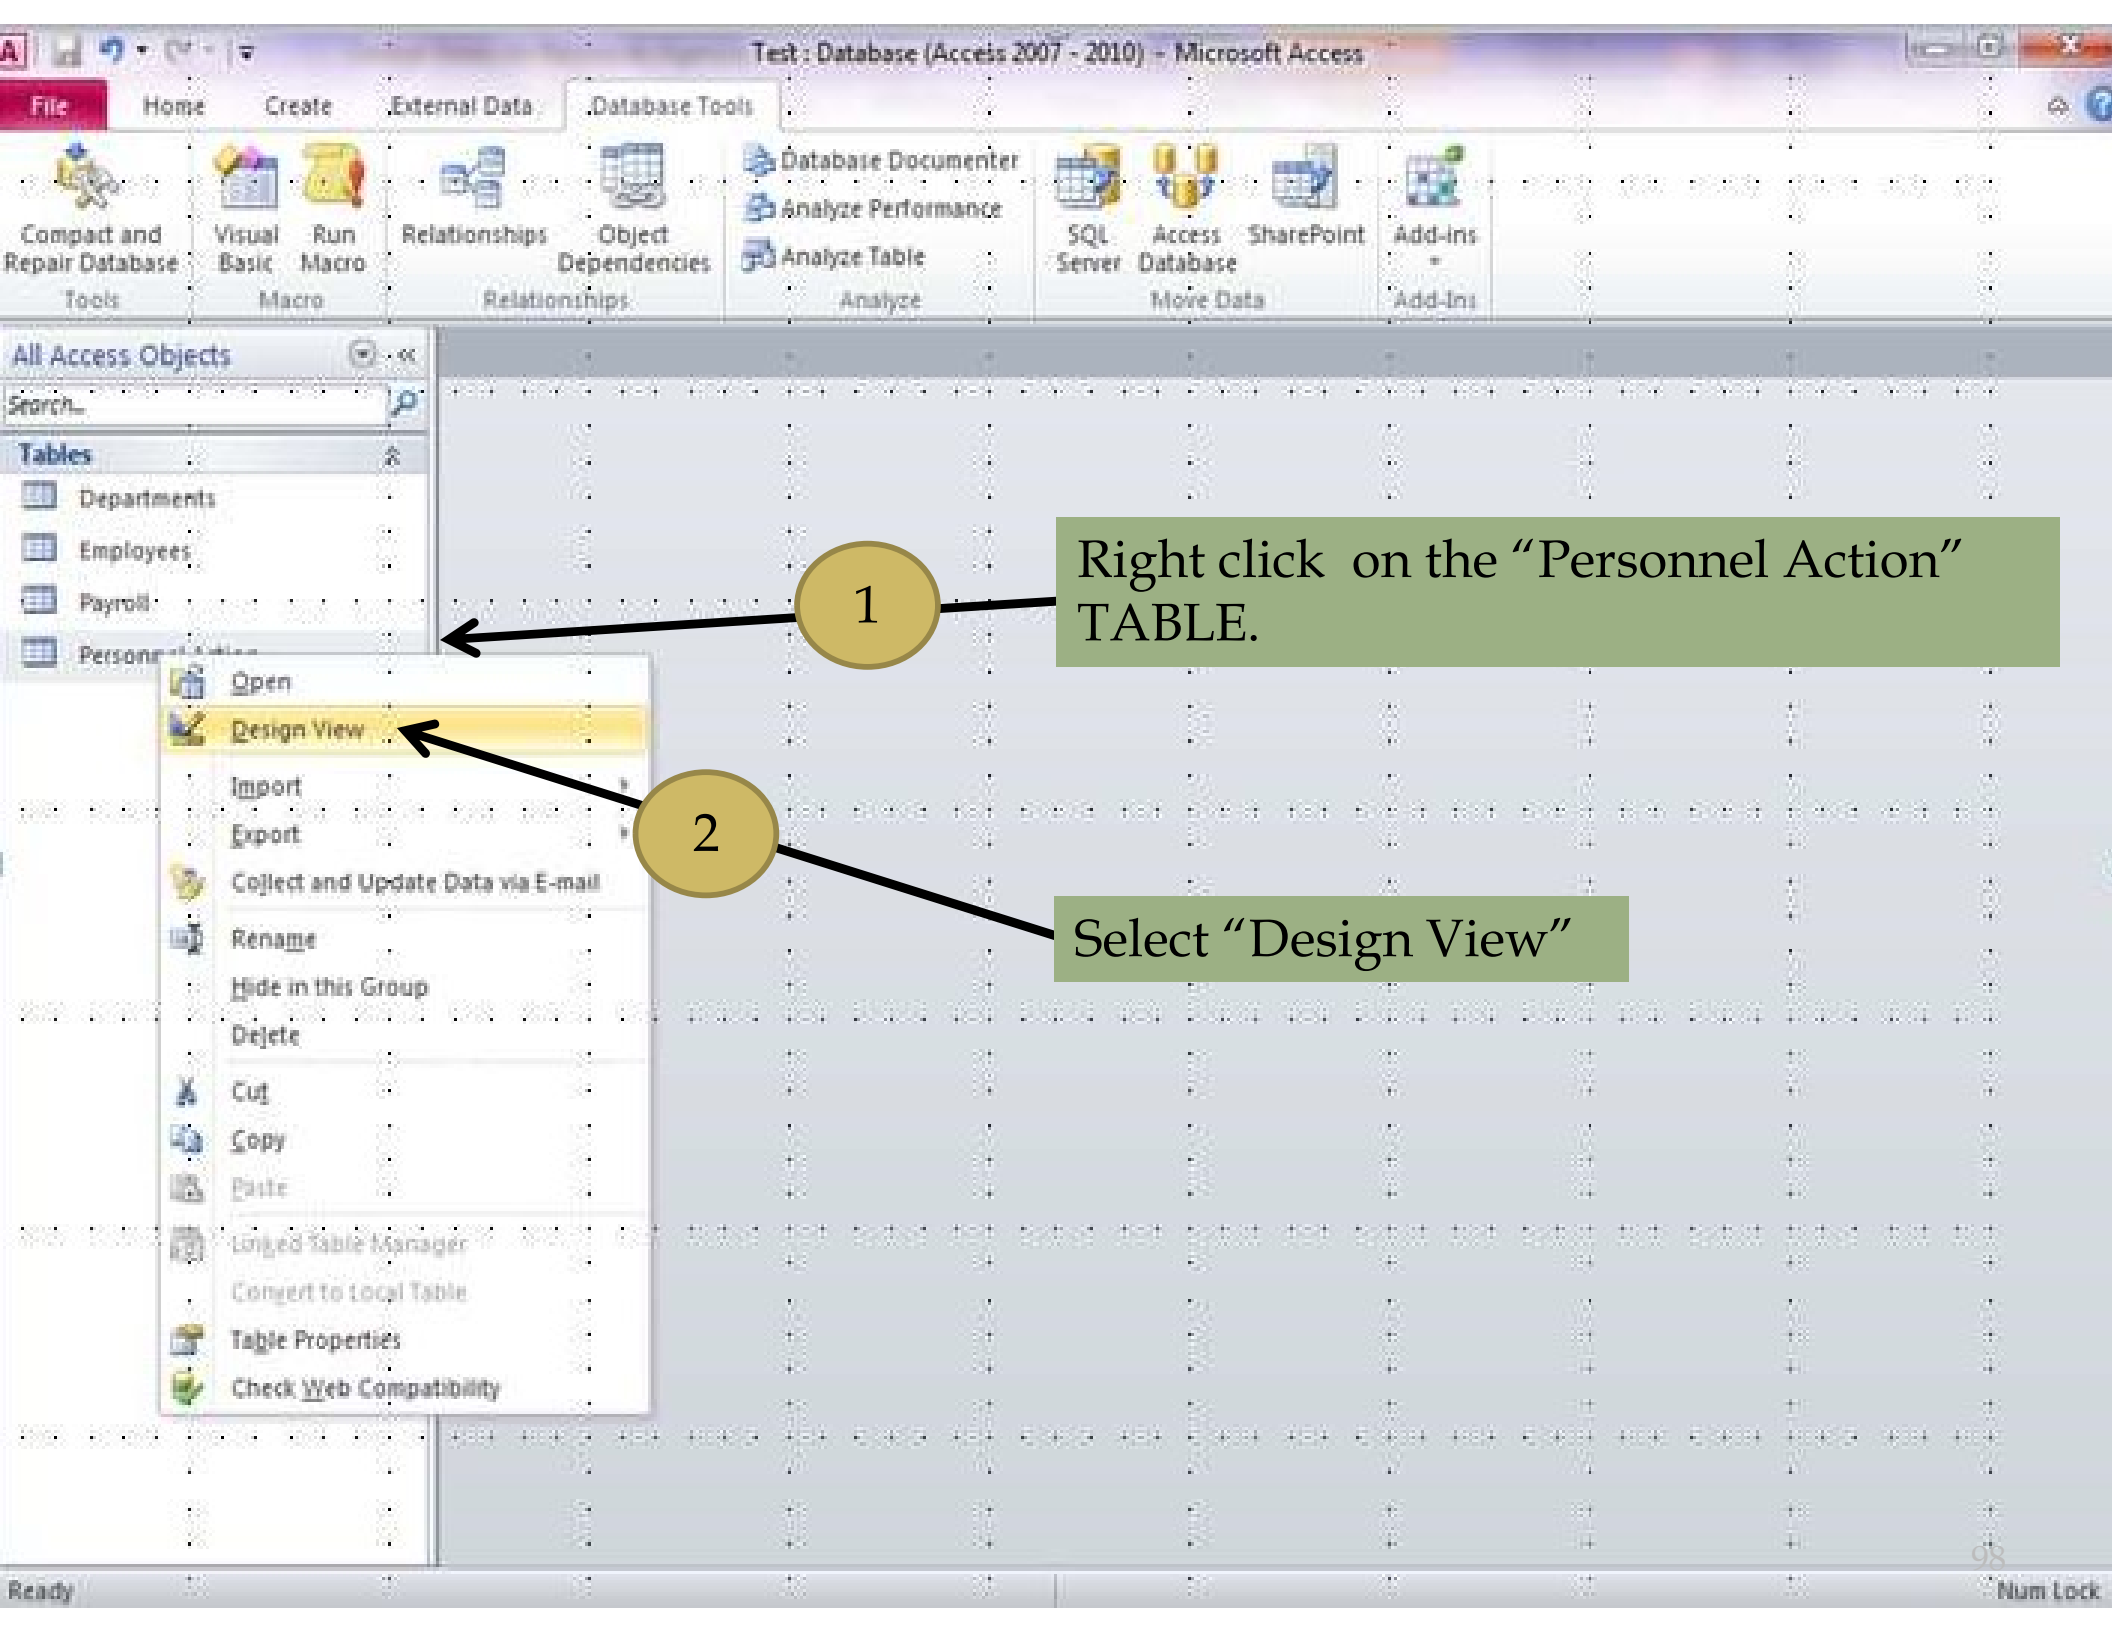 A
Test : Database (Access 2007 - 2010) - Microsoft Access
File Home Create External Data Database Tools
Compact and
Repair Database
Tools
Visual
Basic
Run
Macro
Macro
Relationships
Object
Dependencies
Relationships
Database Documenter
Analyze Performance
Analyze Table
Analyze
SQL
Server
Access
Database
SharePoint
Move Data
Add-ins
Add-Ins
All Access Objects
Search...
Tables
Departments
Employees
Payroll
Personnel Action
Open
Design View
Import
Export
Collect and Update Data via E-mail
Rename
Hide in this Group
Delete
Cut
Copy
Paste
Linked Table Manager
Convert to Local Table
Table Properties
Check Web Compatibility
1
Right click on the “Personnel Action”
TABLE.
2
Select “Design View”
98
Ready
Num Lock